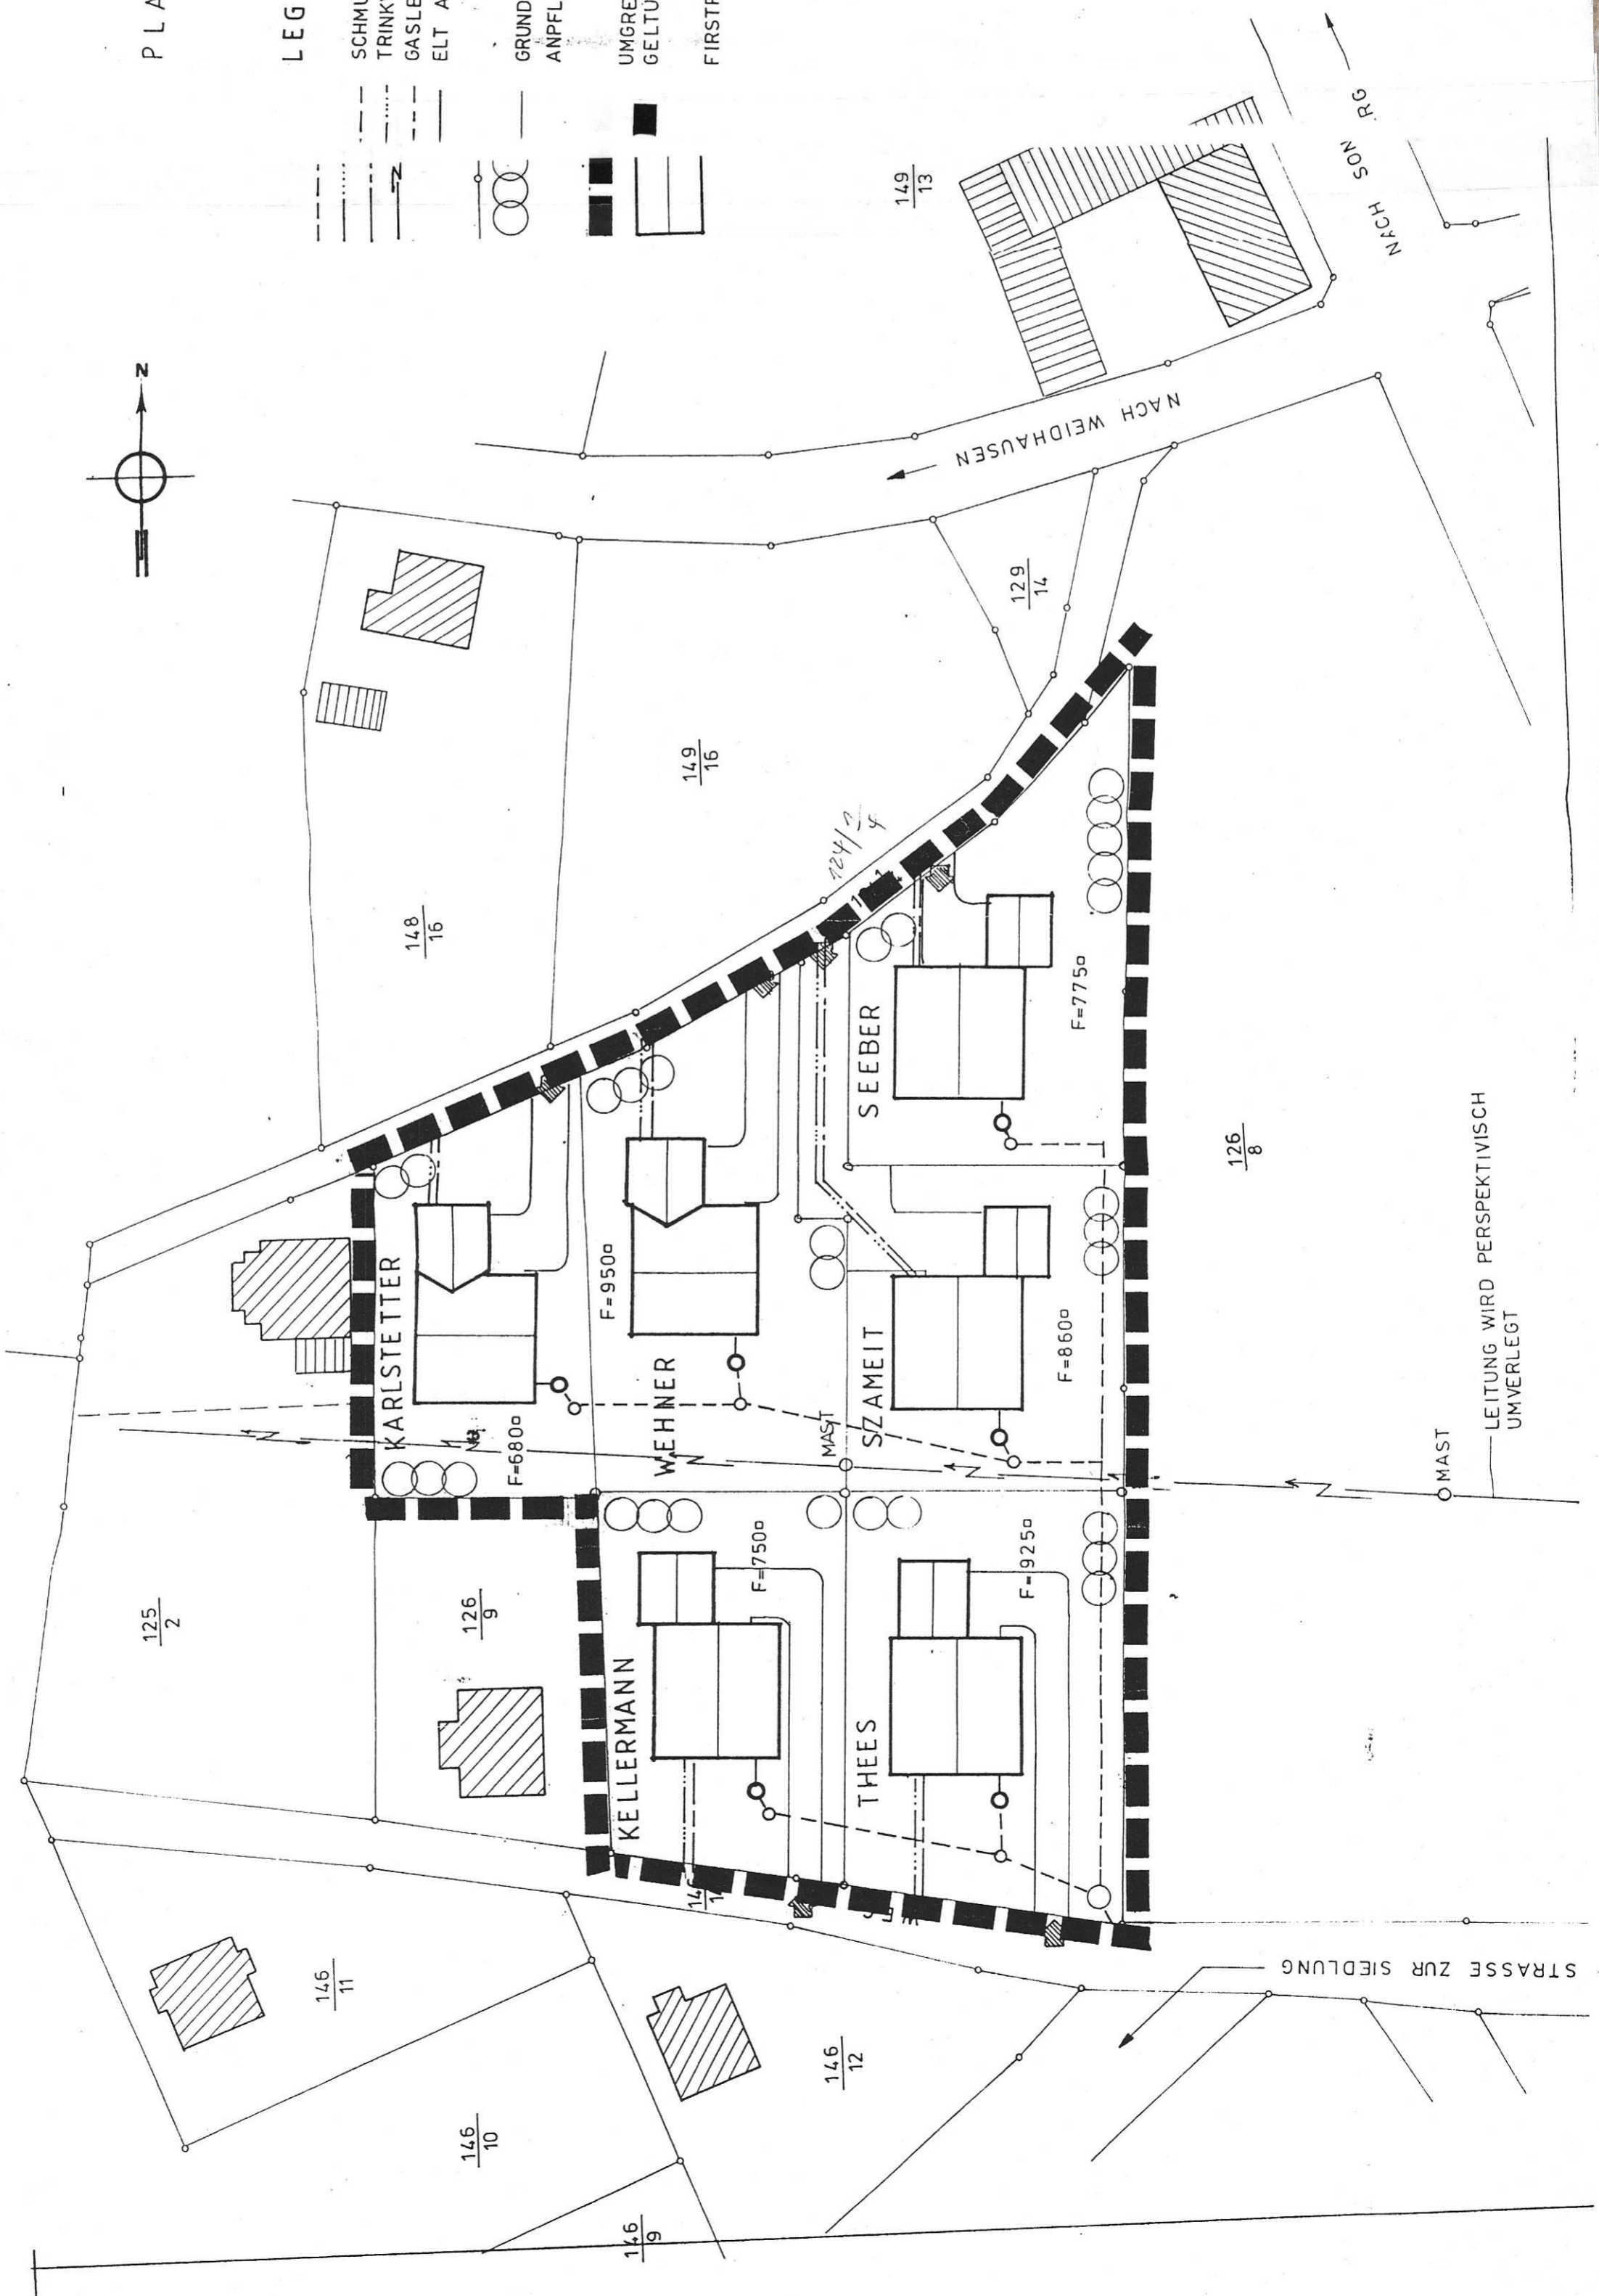 PLA
LEG
SCHMU
TRINK
GASLE
ELT A
GRUND
ANPFL
UMGRE
GELTU
FIRSTR
N
149
13
NACH SON RG
NACH WEIDHAUSEN
129
14
149
16
148
16
124/
4
KARLSTETTER
F=680¤
WEHNER
F=950¤
SEEBER
F=775¤
SZAMEIT
F=860¤
MAST
126
8
MAST
LEITUNG WIRD PERSPEKTIVISCH
UMVERLEGT
125
2
126
9
KELLERMANN
F=750¤
THEES
F=925¤
146
11
146
12
146
10
146
9
STRASSE ZUR SIEDLUNG